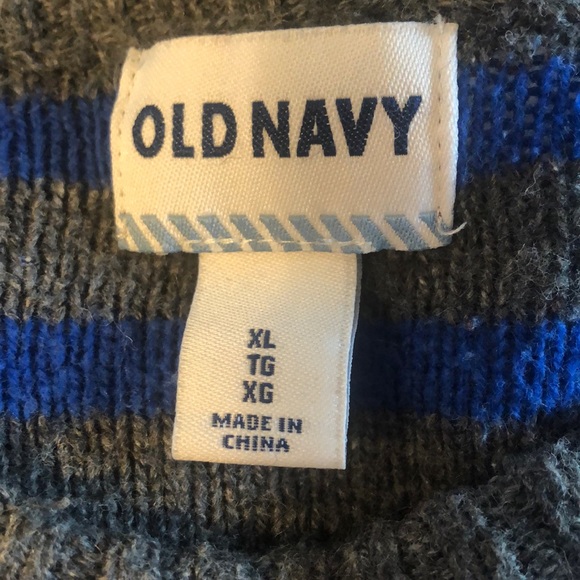 OLD NAVY
XL
TG
XG
MADE IN
CHINA